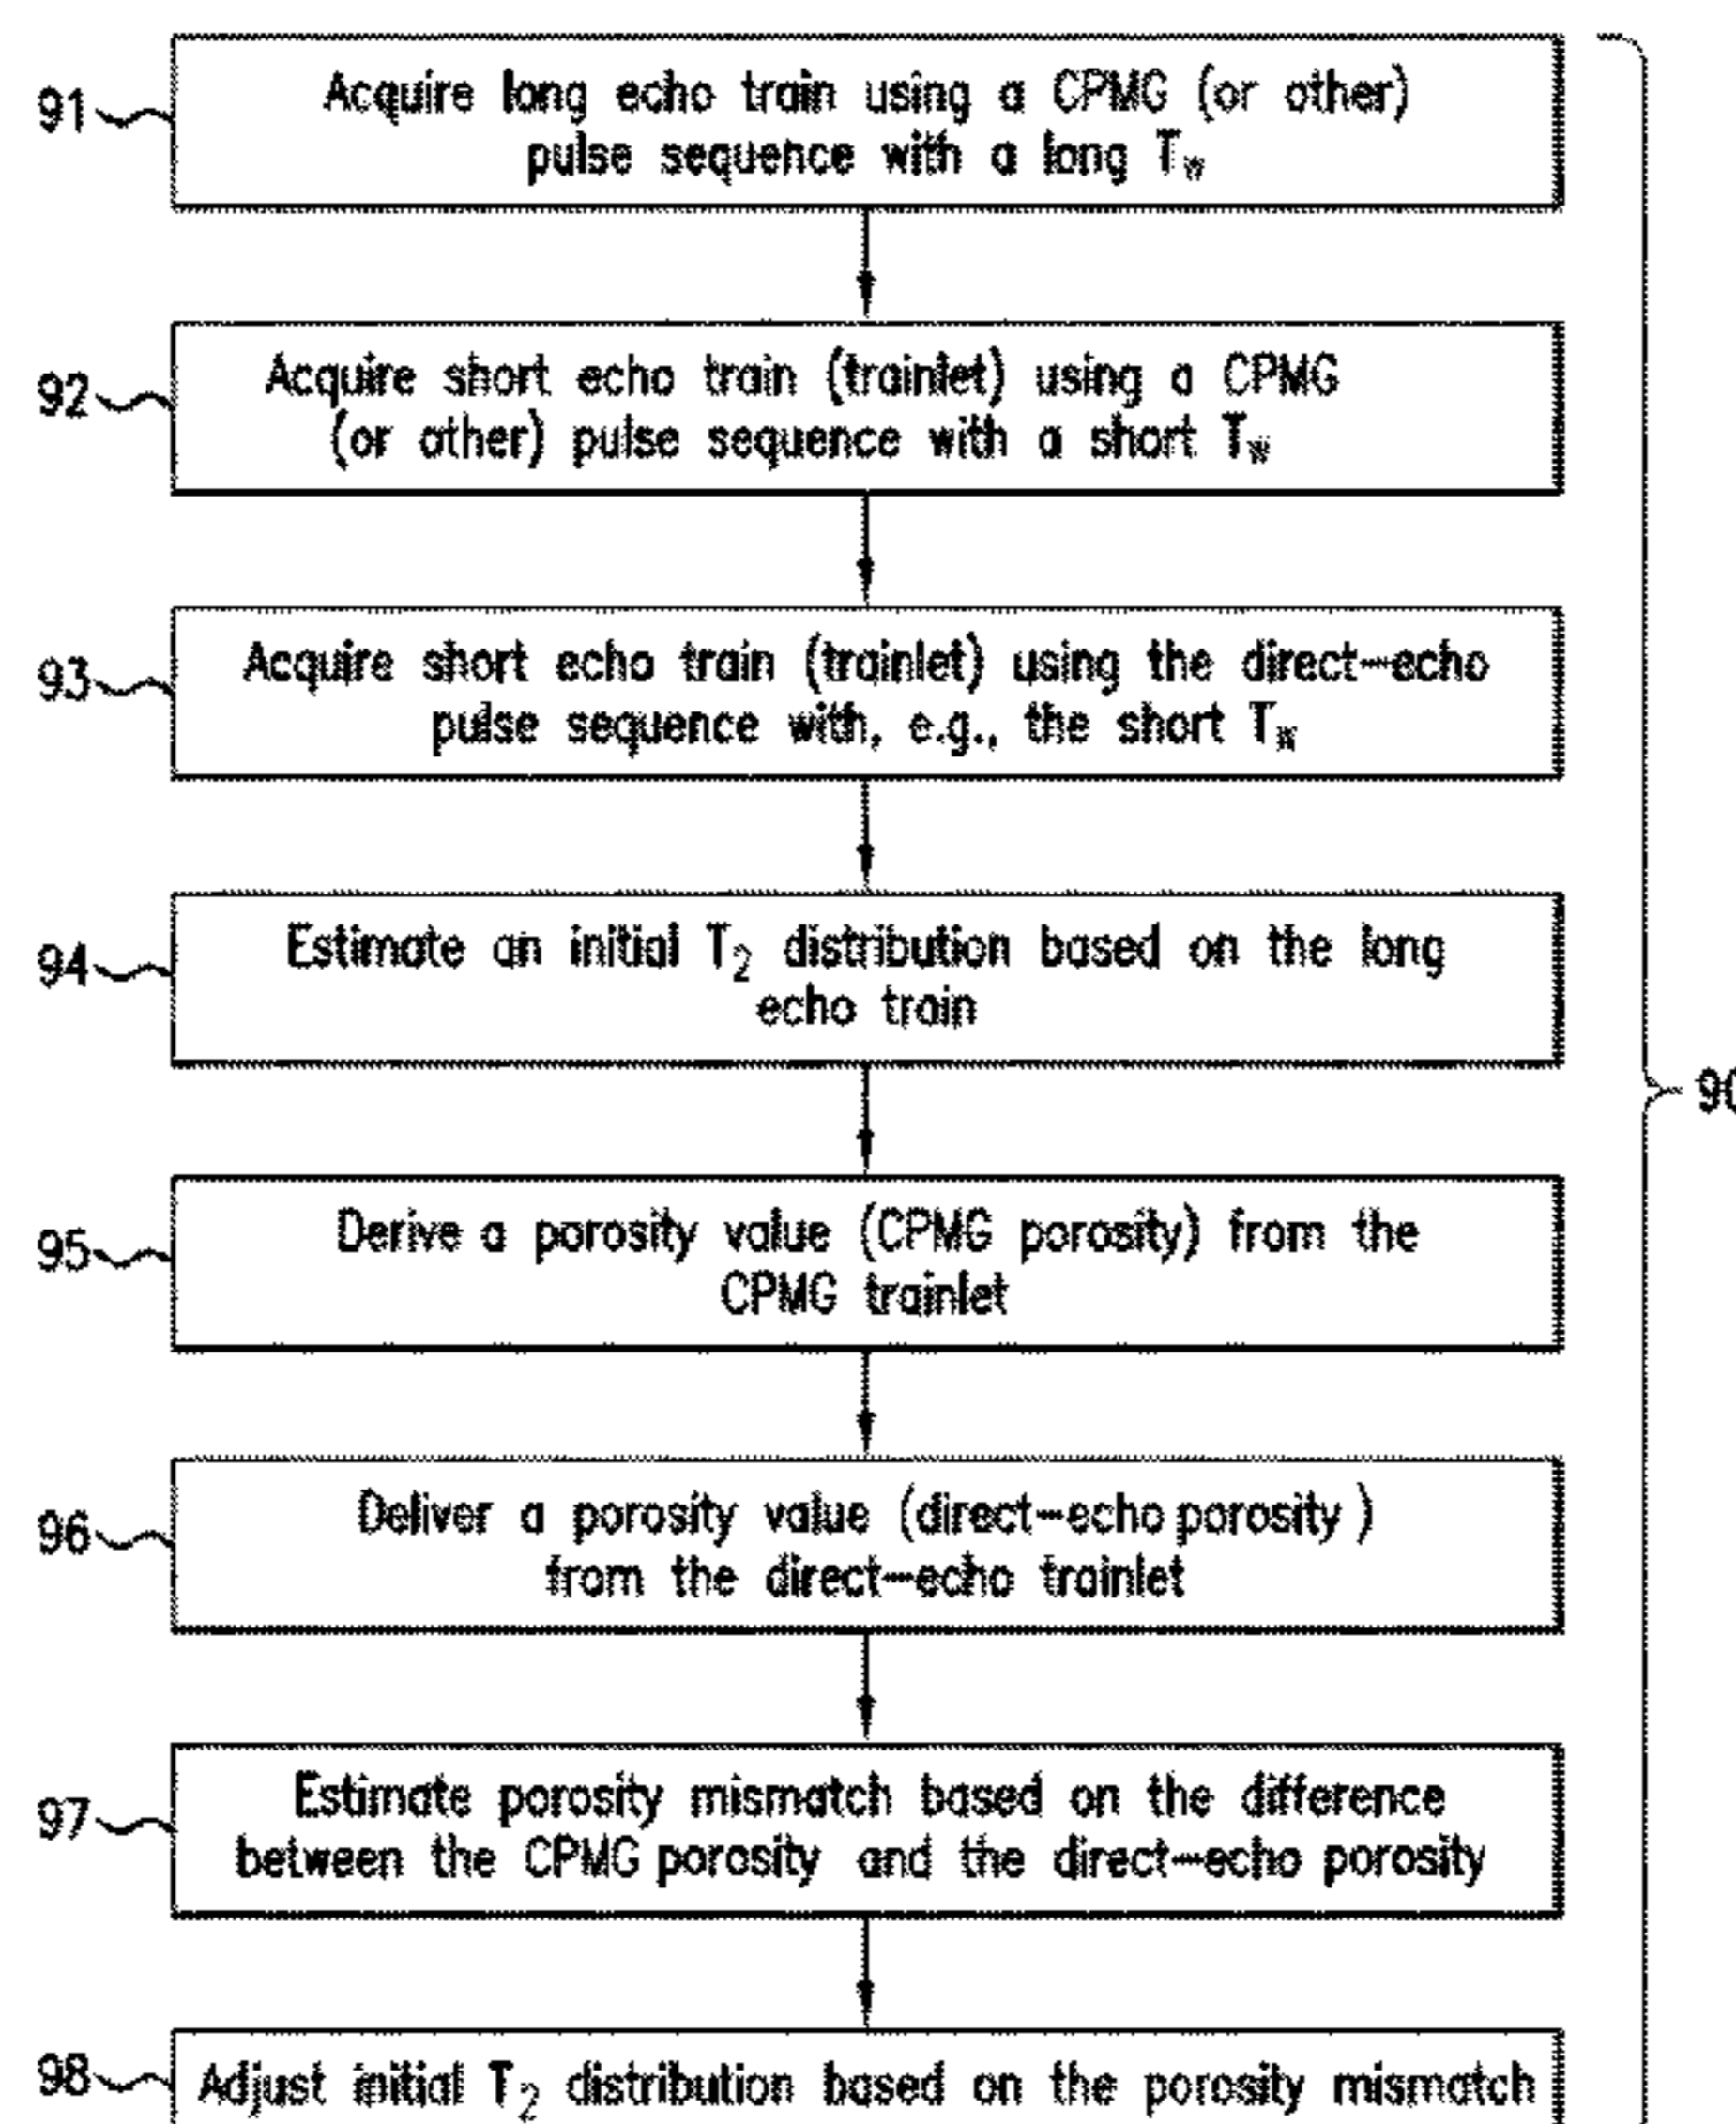 91 Acquire long echo train using a CPMG (or other)
pulse sequence with a long Tw
92 Acquire short echo train (trainlet) using a CPMG
(or other) pulse sequence with a short Tw
93 Acquire short echo train (trainlet) using the direct-echo
pulse sequence with, e.g., the short Tw
94 Estimate an initial T2 distribution based on the long
echo train
90
95 Derive a porosity value (CPMG porosity) from the
CPMG trainlet
96 Deliver a porosity value (direct-echo porosity )
from the direct-echo trainlet
97 Estimate porosity mismatch based on the difference
between the CPMG porosity and the direct-echo porosity
98 Adjust initial T2 distribution based on the porosity mismatch